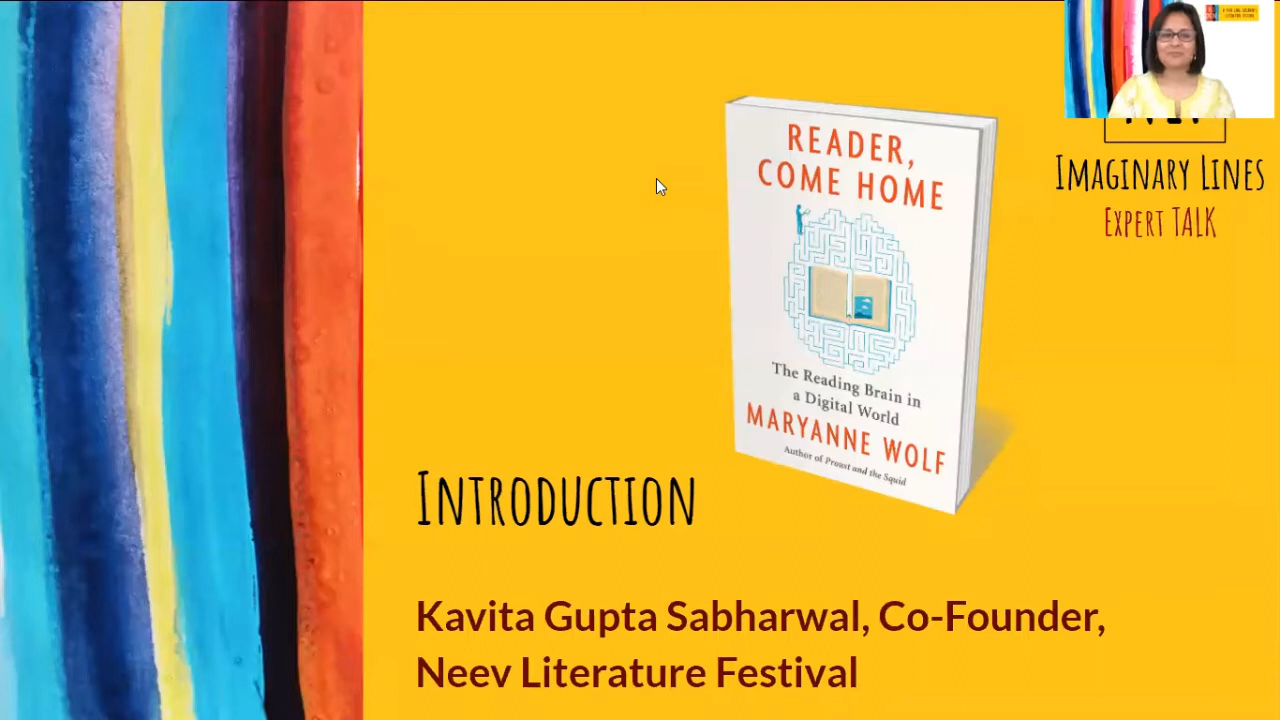 READER,
COME HOME
The Reading Brain in
a Digital World
MARYANNE WOLF
Author of Proust and the Squid
IMAGINARY LINES
EXPERT TALK
INTRODUCTION
Kavita Gupta Sabharwal, Co-Founder,
Neev Literature Festival